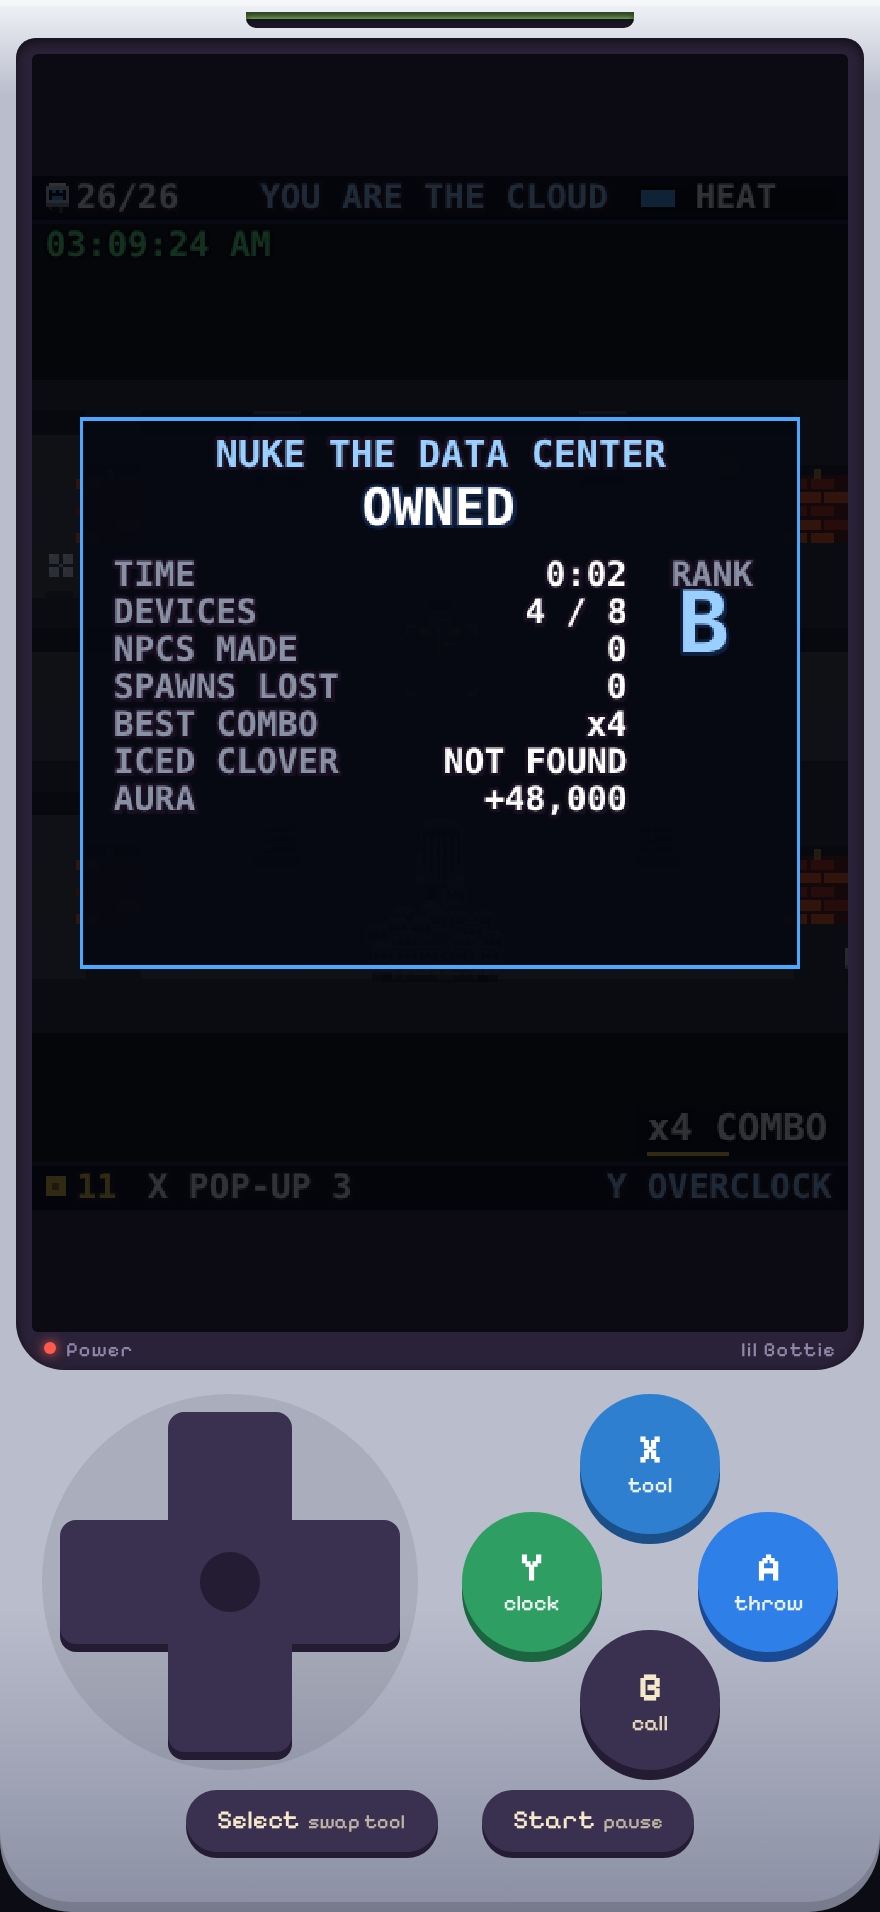 26/26 YOU ARE THE CLOUD HEAT
03:09:24 AM
NUKE THE DATA CENTER
OWNED
TIME 0:02 RANK
DEVICES 4 / 8 B
NPCS MADE 0
SPAWNS LOST 0
BEST COMBO x4
ICED CLOVER NOT FOUND
AURA +48,000
x4 COMBO
11 X POP-UP 3 Y OVERCLOCK
Power lil Bottie
X
tool
Y
clock
A
throw
B
call
Select swap tool
Start pause